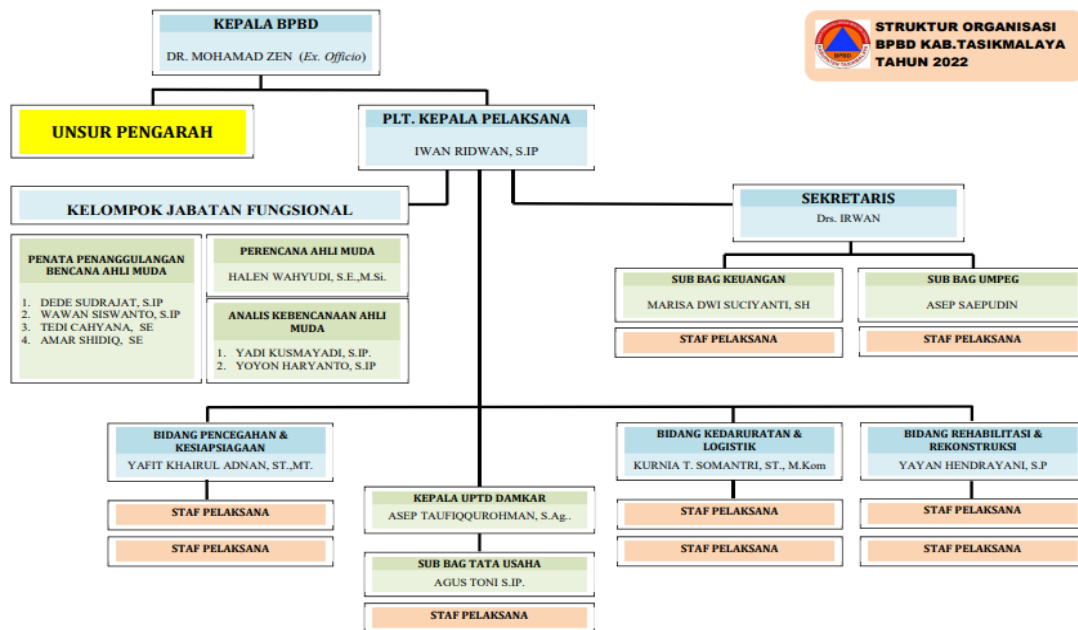 KEPALA BPBD
DR. MOHAMAD ZEN (Ex. Officio)
STRUKTUR ORGANISASI
BPBD KAB.TASIKMALAYA
TAHUN 2022
BPBD
KABUPATEN TASIKMALAYA
UNSUR PENGARAH
PLT. KEPALA PELAKSANA
IWAN RIDWAN, S.IP
KELOMPOK JABATAN FUNGSIONAL
SEKRETARIS
Drs. IRWAN
PENATA PENANGGULANGAN
BENCANA AHLI MUDA
1. DEDE SUDRAJAT, S.IP
2. WAWAN SISWANTO, S.IP
3. TEDI CAHYANA, SE
4. AMAR SHIDIQ, SE
PERENCANA AHLI MUDA
HALEN WAHYUDI, S.E.,M.Si.
ANALIS KEBENCANAAN AHLI
MUDA
1. YADI KUSMAYADI, S.IP.
2. YOYON HARYANTO, S.IP
SUB BAG KEUANGAN
MARISA DWI SUCIYANTI, SH
STAF PELAKSANA
SUB BAG UMPEG
ASEP SAEPUDIN
STAF PELAKSANA
BIDANG PENCEGAHAN &
KESIAPSIAGAAN
YAFIT KHAIRUL ADNAN, ST.,MT.
STAF PELAKSANA
STAF PELAKSANA
KEPALA UPTD DAMKAR
ASEP TAUFIQQUROHMAN, S.Ag..
SUB BAG TATA USAHA
AGUS TONI S.IP.
STAF PELAKSANA
BIDANG KEDARURATAN &
LOGISTIK
KURNIA T. SOMANTRI, ST., M.Kom
STAF PELAKSANA
STAF PELAKSANA
BIDANG REHABILITASI &
REKONSTRUKSI
YAYAN HENDRAYANI, S.P
STAF PELAKSANA
STAF PELAKSANA